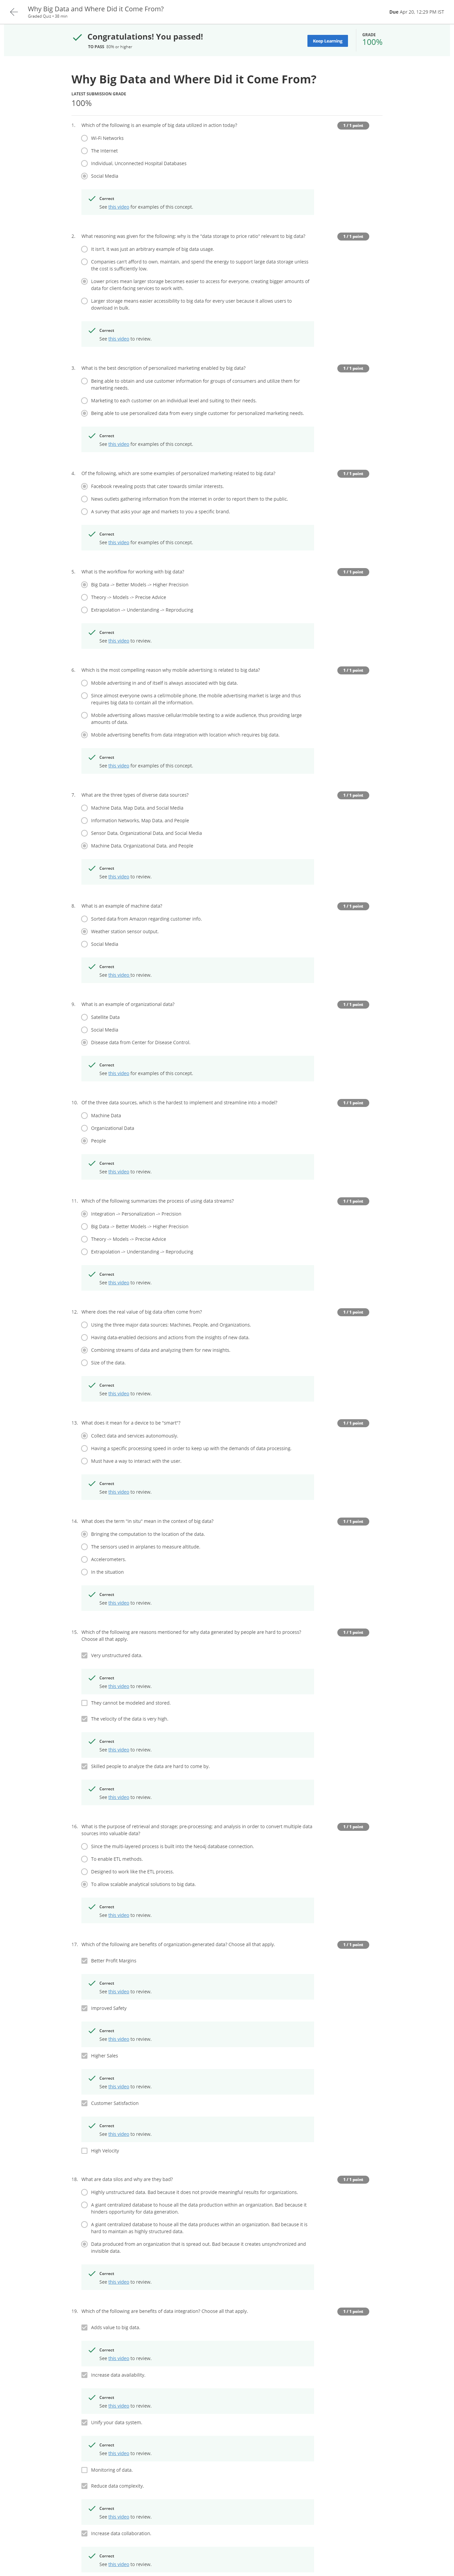 Why Big Data and Where Did it Come From?
Graded Quiz • 38 min
Due Apr 20, 12:29 PM IST
Congratulations! You passed!
TO PASS 80% or higher
Keep Learning
GRADE
100%
Why Big Data and Where Did it Come From?
LATEST SUBMISSION GRADE
100%
1. Which of the following is an example of big data utilized in action today?
1 / 1 point
Wi-Fi Networks
The Internet
Individual, Unconnected Hospital Databases
Social Media
Correct
See this video for examples of this concept.
2. What reasoning was given for the following: why is the "data storage to price ratio" relevant to big data?
1 / 1 point
It isn't, it was just an arbitrary example of big data usage.
Companies can't afford to own, maintain, and spend the energy to support large data storage unless
the cost is sufficiently low.
Lower prices mean larger storage becomes easier to access for everyone, creating bigger amounts of
data for client-facing services to work with.
Larger storage means easier accessibility to big data for every user because it allows users to
download in bulk.
Correct
See this video to review.
3. What is the best description of personalized marketing enabled by big data?
1 / 1 point
Being able to obtain and use customer information for groups of consumers and utilize them for
marketing needs.
Marketing to each customer on an individual level and suiting to their needs.
Being able to use personalized data from every single customer for personalized marketing needs.
Correct
See this video for examples of this concept.
4. Of the following, which are some examples of personalized marketing related to big data?
1 / 1 point
Facebook revealing posts that cater towards similar interests.
News outlets gathering information from the internet in order to report them to the public.
A survey that asks your age and markets to you a specific brand.
Correct
See this video for examples of this concept.
5. What is the workflow for working with big data?
1 / 1 point
Big Data -> Better Models -> Higher Precision
Theory -> Models -> Precise Advice
Extrapolation -> Understanding -> Reproducing
Correct
See this video to review.
6. Which is the most compelling reason why mobile advertising is related to big data?
1 / 1 point
Mobile advertising in and of itself is always associated with big data.
Since almost everyone owns a cell/mobile phone, the mobile advertising market is large and thus
requires big data to contain all the information.
Mobile advertising allows massive cellular/mobile texting to a wide audience, thus providing large
amounts of data.
Mobile advertising benefits from data integration with location which requires big data.
Correct
See this video for examples of this concept.
7. What are the three types of diverse data sources?
1 / 1 point
Machine Data, Map Data, and Social Media
Information Networks, Map Data, and People
Sensor Data, Organizational Data, and Social Media
Machine Data, Organizational Data, and People
Correct
See this video to review.
8. What is an example of machine data?
1 / 1 point
Sorted data from Amazon regarding customer info.
Weather station sensor output.
Social Media
Correct
See this video to review.
9. What is an example of organizational data?
1 / 1 point
Satellite Data
Social Media
Disease data from Center for Disease Control.
Correct
See this video for examples of this concept.
10. Of the three data sources, which is the hardest to implement and streamline into a model?
1 / 1 point
Machine Data
Organizational Data
People
Correct
See this video to review.
11. Which of the following summarizes the process of using data streams?
1 / 1 point
Integration -> Personalization -> Precision
Big Data -> Better Models -> Higher Precision
Theory -> Models -> Precise Advice
Extrapolation -> Understanding -> Reproducing
Correct
See this video to review.
12. Where does the real value of big data often come from?
1 / 1 point
Using the three major data sources: Machines, People, and Organizations.
Having data-enabled decisions and actions from the insights of new data.
Combining streams of data and analyzing them for new insights.
Size of the data.
Correct
See this video to review.
13. What does it mean for a device to be "smart"?
1 / 1 point
Collect data and services autonomously.
Having a specific processing speed in order to keep up with the demands of data processing.
Must have a way to interact with the user.
Correct
See this video to review.
14. What does the term "in situ" mean in the context of big data?
1 / 1 point
Bringing the computation to the location of the data.
The sensors used in airplanes to measure altitude.
Accelerometers.
In the situation
Correct
See this video to review.
15. Which of the following are reasons mentioned for why data generated by people are hard to process?
1 / 1 point
Choose all that apply.
Very unstructured data.
Correct
See this video to review.
They cannot be modeled and stored.
The velocity of the data is very high.
Correct
See this video to review.
Skilled people to analyze the data are hard to come by.
Correct
See this video to review.
16. What is the purpose of retrieval and storage; pre-processing; and analysis in order to convert multiple data
1 / 1 point
sources into valuable data?
Since the multi-layered process is built into the Neo4j database connection.
To enable ETL methods.
Designed to work like the ETL process.
To allow scalable analytical solutions to big data.
Correct
See this video to review.
17. Which of the following are benefits of organization-generated data? Choose all that apply.
1 / 1 point
Better Profit Margins
Correct
See this video to review.
Improved Safety
Correct
See this video to review.
Higher Sales
Correct
See this video to review.
Customer Satisfaction
Correct
See this video to review.
High Velocity
18. What are data silos and why are they bad?
1 / 1 point
Highly unstructured data. Bad because it does not provide meaningful results for organizations.
A giant centralized database to house all the data production within an organization. Bad because it
hinders opportunity for data generation.
A giant centralized database to house all the data produces within an organization. Bad because it is
hard to maintain as highly structured data.
Data produced from an organization that is spread out. Bad because it creates unsynchronized and
invisible data.
Correct
See this video to review.
19. Which of the following are benefits of data integration? Choose all that apply.
1 / 1 point
Adds value to big data.
Correct
See this video to review.
Increase data availability.
Correct
See this video to review.
Unify your data system.
Correct
See this video to review.
Monitoring of data.
Reduce data complexity.
Correct
See this video to review.
Increase data collaboration.
Correct
See this video to review.